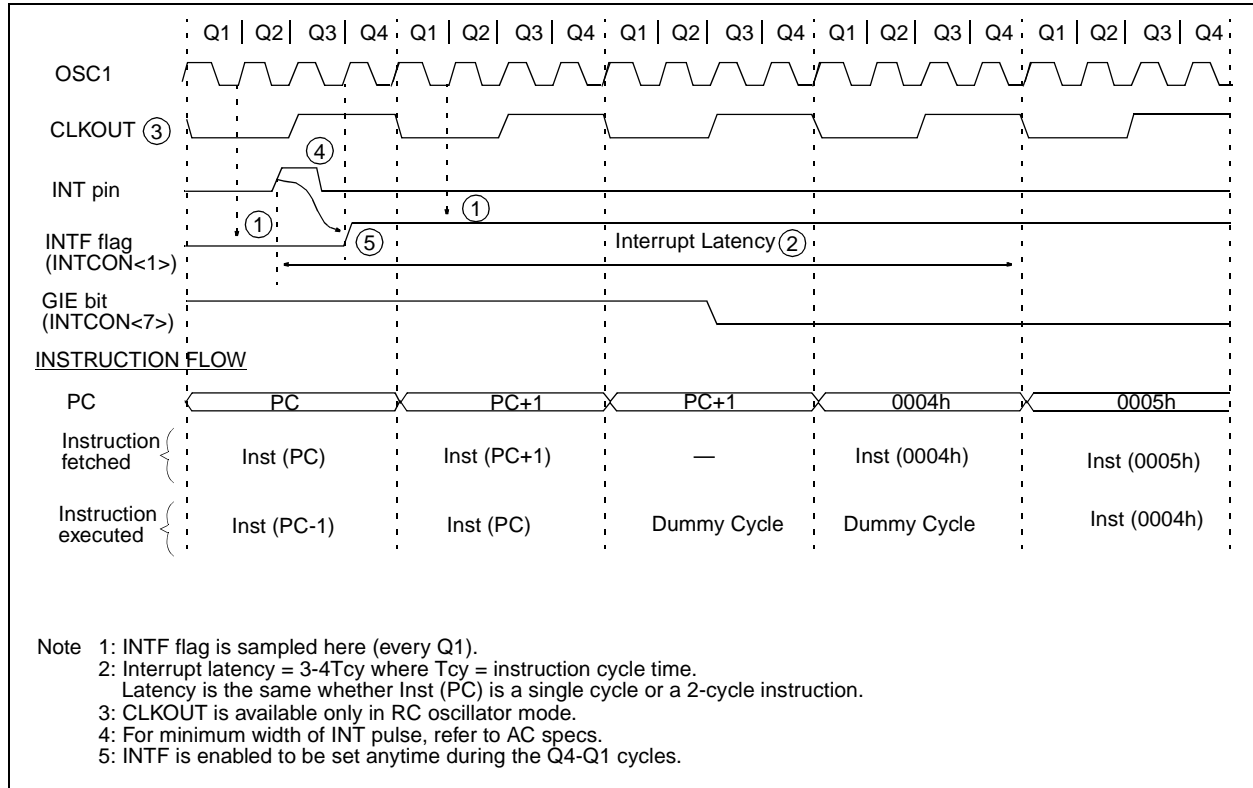 Q1 | Q2 | Q3 | Q4 Q1 | Q2 | Q3 | Q4 Q1 | Q2 | Q3 | Q4 Q1 | Q2 | Q3 | Q4 Q1 | Q2 | Q3 | Q4
OSC1
CLKOUT ③
④
INT pin
① ①
INTF flag
(INTCON<1>)
⑤ Interrupt Latency ②
GIE bit
(INTCON<7>)
INSTRUCTION FLOW
PC PC PC+1 PC+1 0004h 0005h
Instruction
fetched
Inst (PC) Inst (PC+1) — Inst (0004h) Inst (0005h)
Instruction
executed
Inst (PC-1) Inst (PC) Dummy Cycle Dummy Cycle Inst (0004h)
Note 1: INTF flag is sampled here (every Q1).
2: Interrupt latency = 3-4Tcy where Tcy = instruction cycle time.
Latency is the same whether Inst (PC) is a single cycle or a 2-cycle instruction.
3: CLKOUT is available only in RC oscillator mode.
4: For minimum width of INT pulse, refer to AC specs.
5: INTF is enabled to be set anytime during the Q4-Q1 cycles.